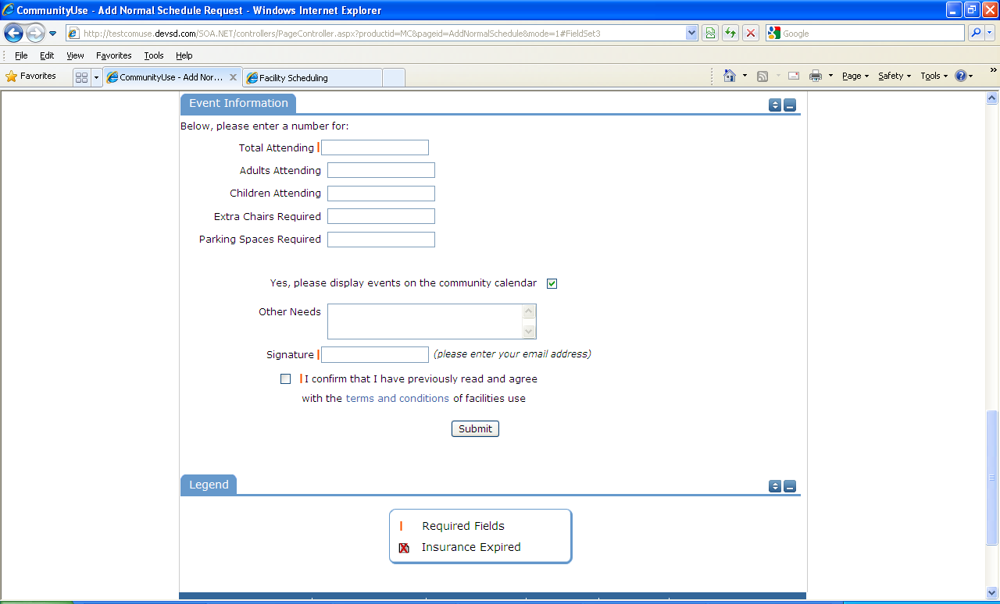 CommunityUse - Add Normal Schedule Request - Windows Internet Explorer
http://testcomuse.devsd.com/SOA.NET/controllers/PageController.aspx?productid=MC&pageid=AddNormalSchedule&mode=1#FieldSet3
Google
File Edit View Favorites Tools Help
Favorites
CommunityUse - Add Nor...
Facility Scheduling
Page Safety Tools
Event Information
Below, please enter a number for:
Total Attending
Adults Attending
Children Attending
Extra Chairs Required
Parking Spaces Required
Yes, please display events on the community calendar
Other Needs
Signature (please enter your email address)
I confirm that I have previously read and agree
with the terms and conditions of facilities use
Submit
Legend
Required Fields
Insurance Expired